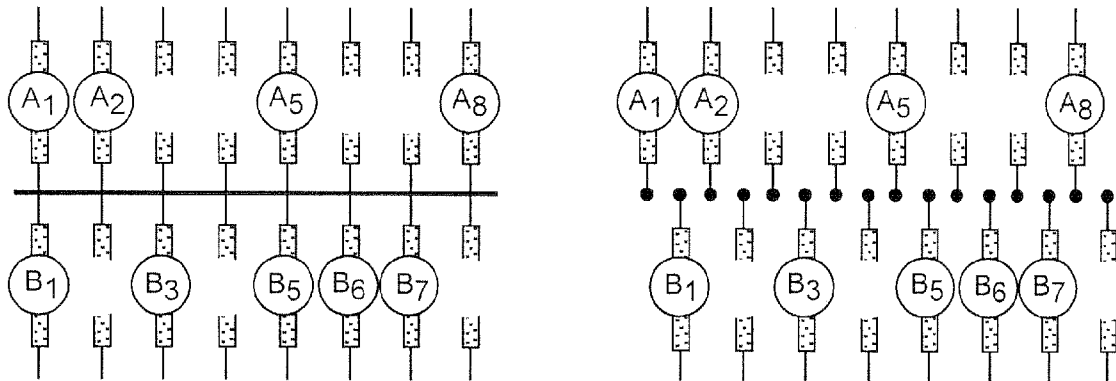 A1 A2 A5 A8 A1 A2 A5 A8
B1 B3 B5 B6 B7 B1 B3 B5 B6 B7